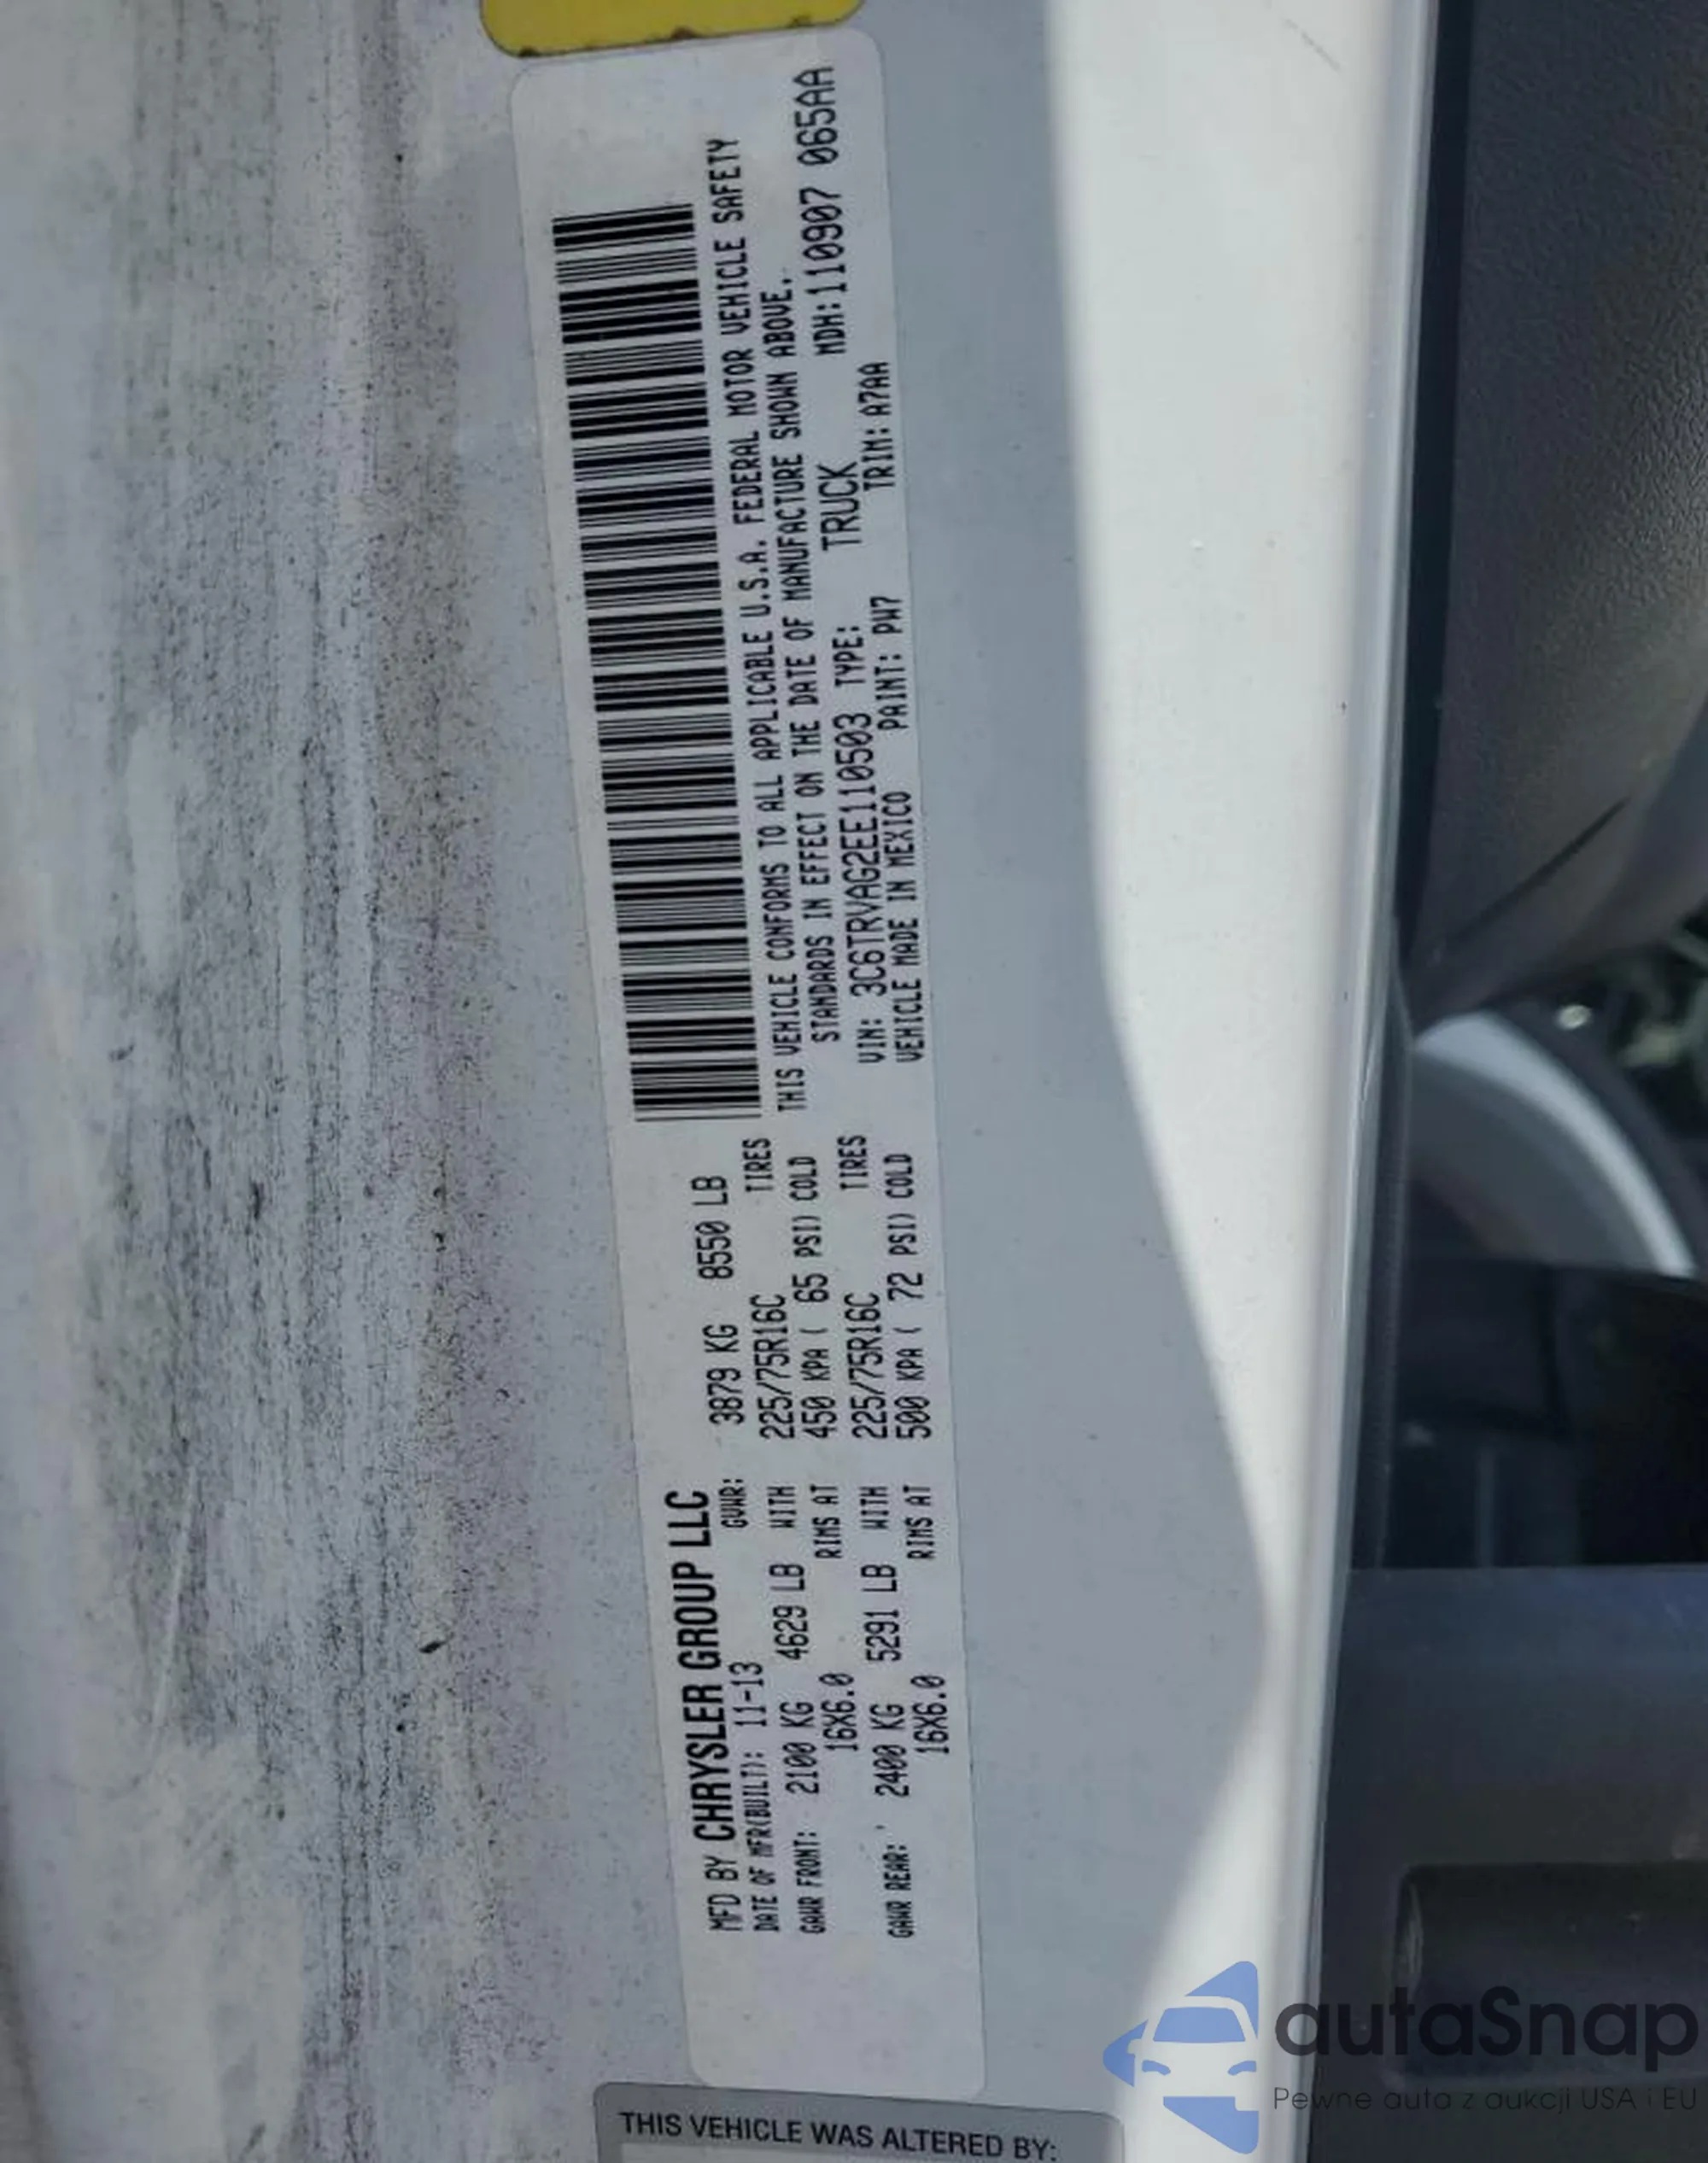 MFD BY CHRYSLER GROUP LLC
DATE OF MFR(BUILT): 11-13 GVWR: 3879 KG 8550 LB
GAWR FRONT: 2100 KG 4629 LB WITH 225/75R16C TIRES
16X6.0 RIMS AT 450 KPA ( 65 PSI) COLD
GAWR REAR: 2400 KG 5291 LB WITH 225/75R16C TIRES
16X6.0 RIMS AT 500 KPA ( 72 PSI) COLD
THIS VEHICLE CONFORMS TO ALL APPLICABLE U.S.A. FEDERAL MOTOR VEHICLE SAFETY
STANDARDS IN EFFECT ON THE DATE OF MANUFACTURE SHOWN ABOVE.
VIN: 3C6TRVAG2EE110503 TYPE: TRUCK MDH:110907 065AA
VEHICLE MADE IN MEXICO PAINT: PW7 TRIM: A7AA
THIS VEHICLE WAS ALTERED BY:
autaSnap
Pewne auta z aukcji USA i EU